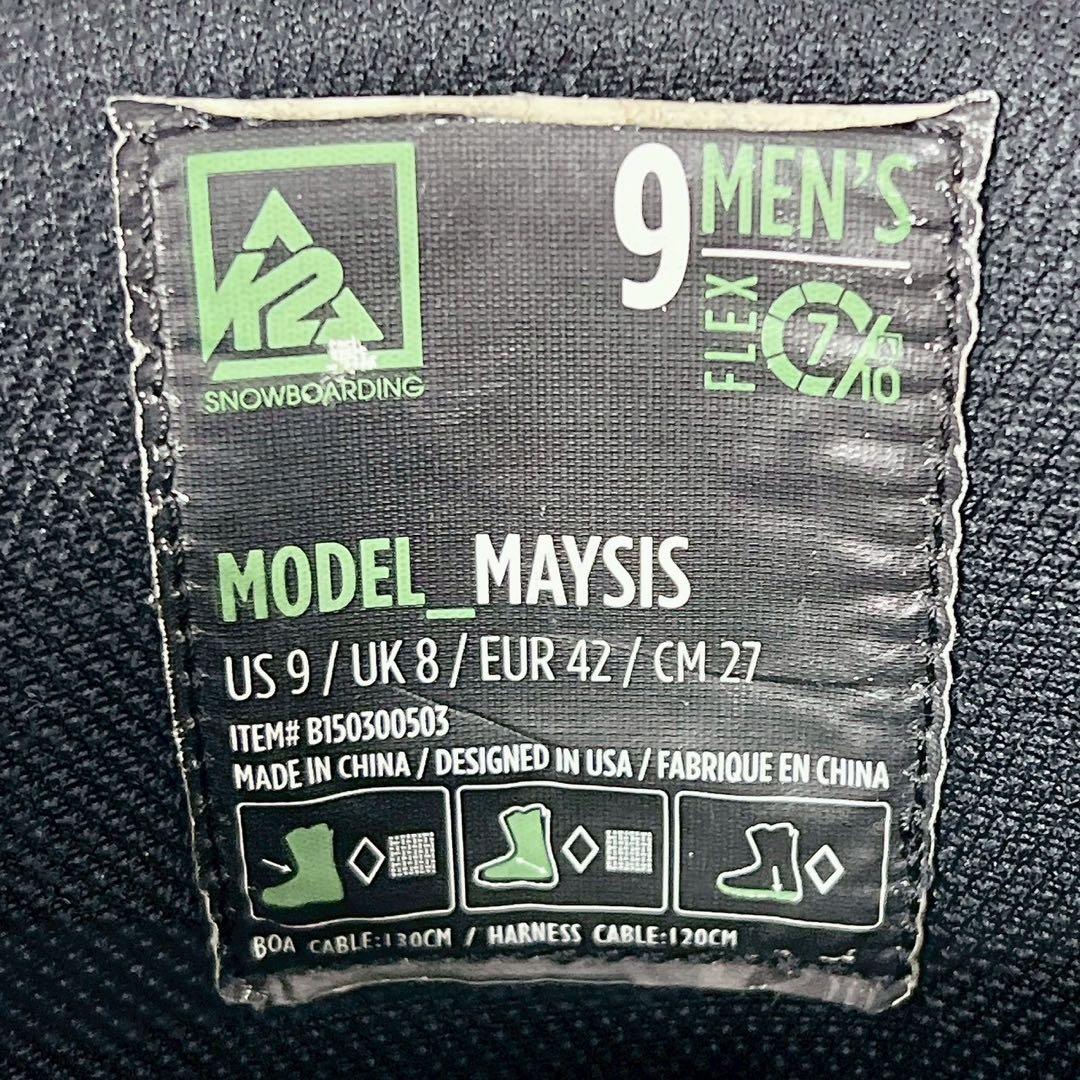 K2
SNOWBOARDING
9 MEN'S
FLEX 7/10
MODEL_MAYSIS
US 9 / UK 8 / EUR 42 / CM 27
ITEM# B150300503
MADE IN CHINA / DESIGNED IN USA / FABRIQUE EN CHINA
BOA CABLE:130CM / HARNESS CABLE:120CM